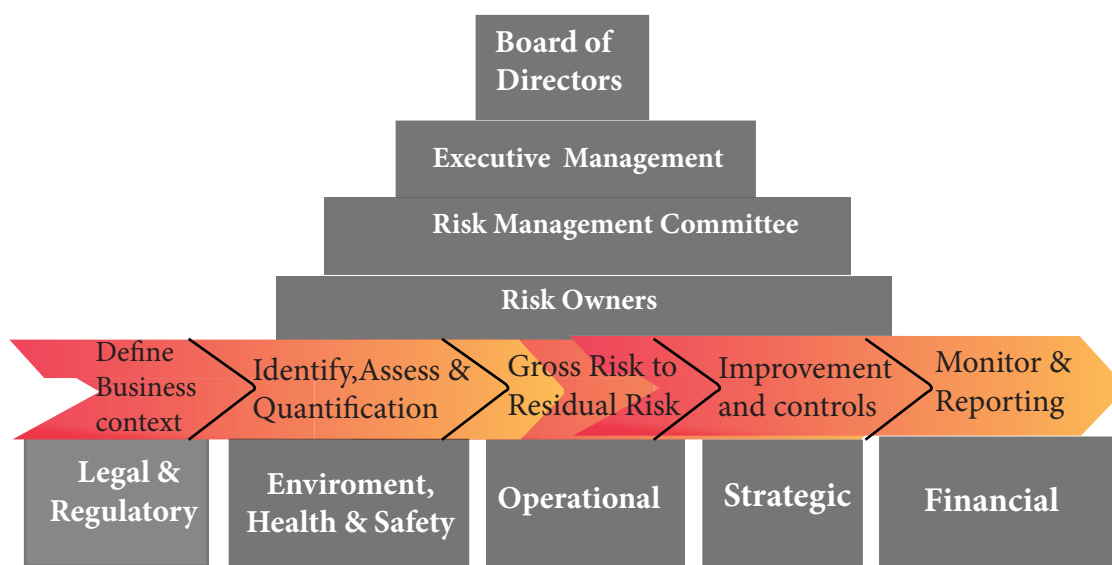 Board of
Directors
Executive Management
Risk Management Committee
Risk Owners
Define
Business
context
Identify,Assess &
Quantification
Gross Risk to
Residual Risk
Improvement
and controls
Monitor &
Reporting
Legal &
Regulatory
Enviroment,
Health & Safety
Operational
Strategic
Financial